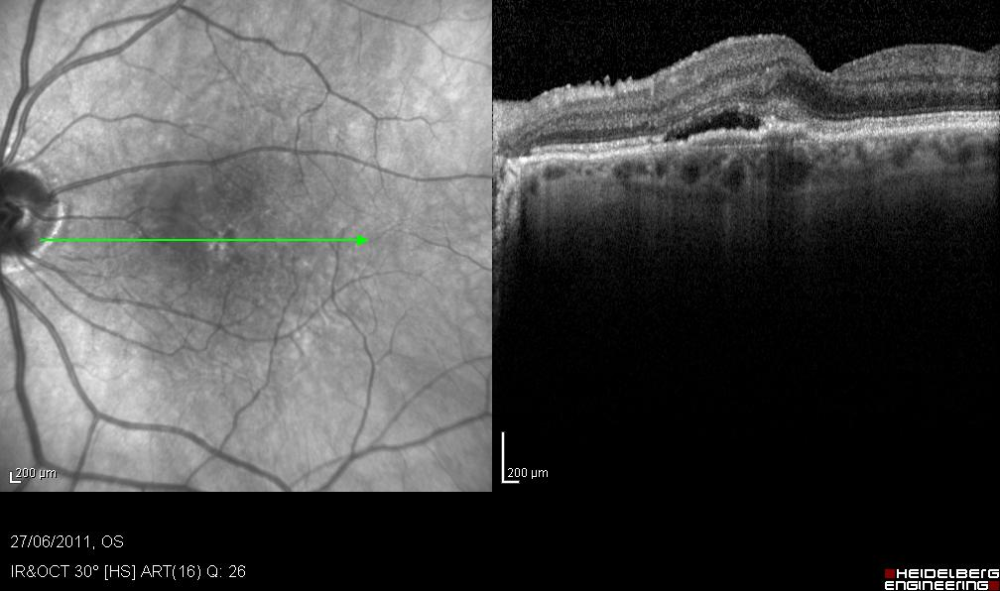 200 µm
200 µm
27/06/2011, OS
IR&OCT 30° [HS] ART(16) Q: 26
HEIDELBERG
ENGINEERING